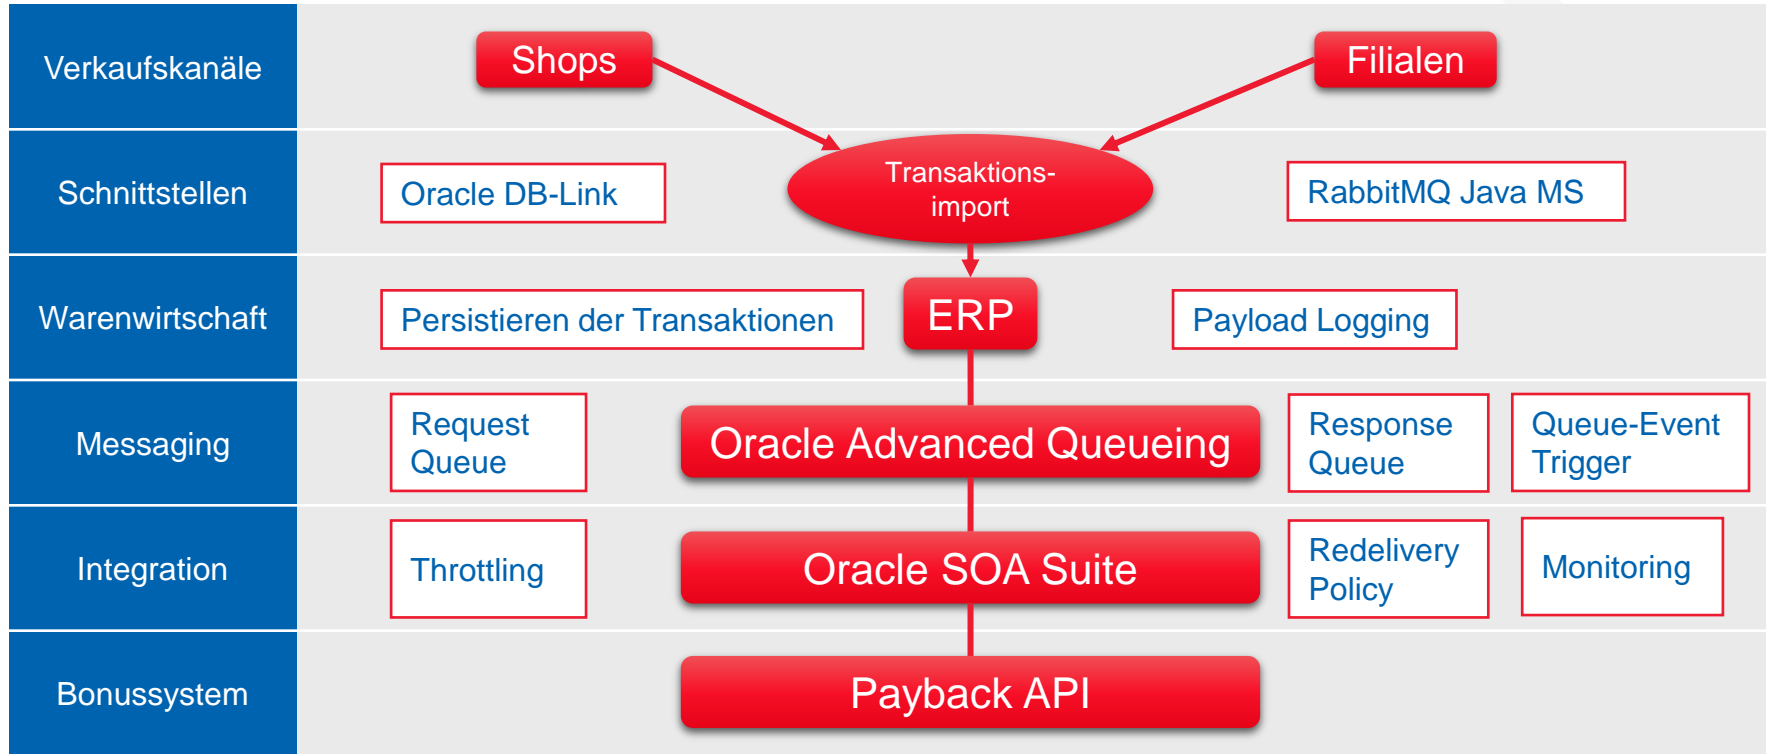 Verkaufskanäle
Shops
Filialen
Schnittstellen
Oracle DB-Link
Transaktions-
import
RabbitMQ Java MS
Warenwirtschaft
Persistieren der Transaktionen
ERP
Payload Logging
Messaging
Request
Queue
Oracle Advanced Queueing
Response
Queue
Queue-Event
Trigger
Integration
Throttling
Oracle SOA Suite
Redelivery
Policy
Monitoring
Bonussystem
Payback API